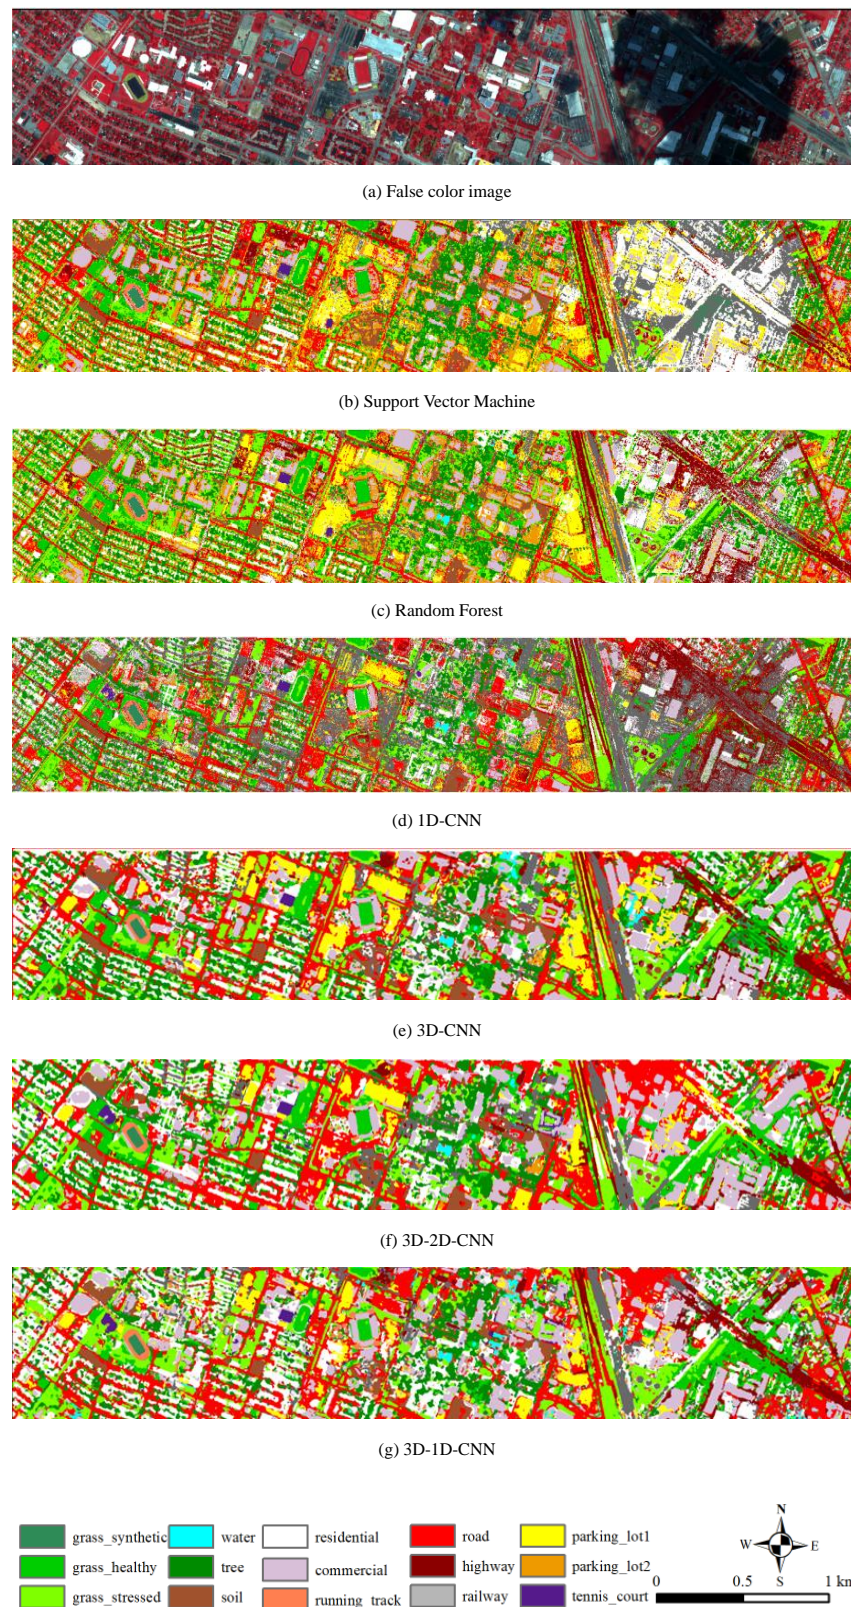 (a) False color image
(b) Support Vector Machine
(c) Random Forest
(d) 1D-CNN
(e) 3D-CNN
(f) 3D-2D-CNN
(g) 3D-1D-CNN
grass_synthetic water residential road parking_lot1
grass_healthy tree commercial highway parking_lot2
grass_stressed soil running_track railway tennis_court
N
W E
S
0 0.5 1 km